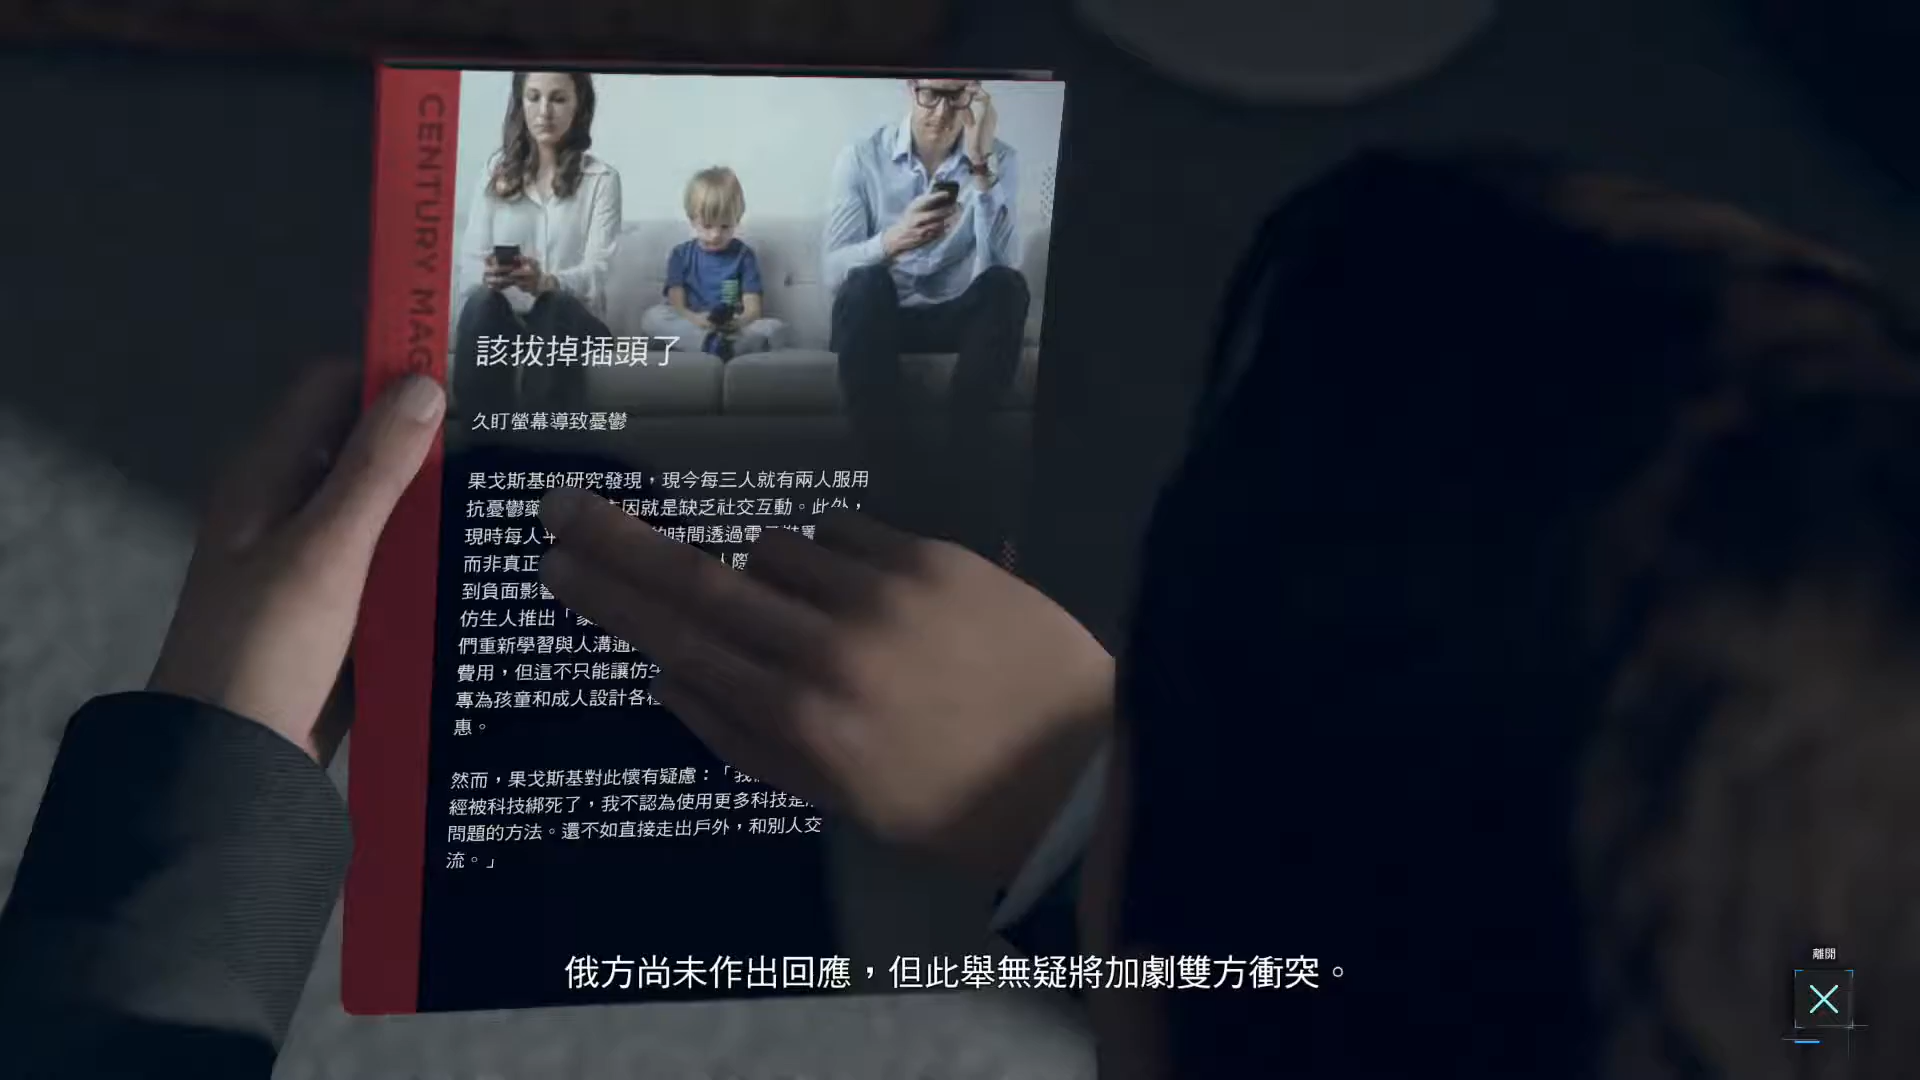 CENTURY MAG
該拔掉插頭了
久盯螢幕導致憂鬱
果戈斯基的研究發現，現今每三人就有兩人服用
抗憂鬱藥 因就是缺乏社交互動。此外，
現時每人 的時間透過電子裝置
而非真正 人際
到負面影響
仿生人推出「家
們重新學習與人溝通
費用，但這不只能讓仿生
專為孩童和成人設計各種
惠。
然而，果戈斯基對此懷有疑慮：「我
經被科技綁死了，我不認為使用更多科技是
問題的方法。還不如直接走出戶外，和別人交
流。」
俄方尚未作出回應，但此舉無疑將加劇雙方衝突。
離開